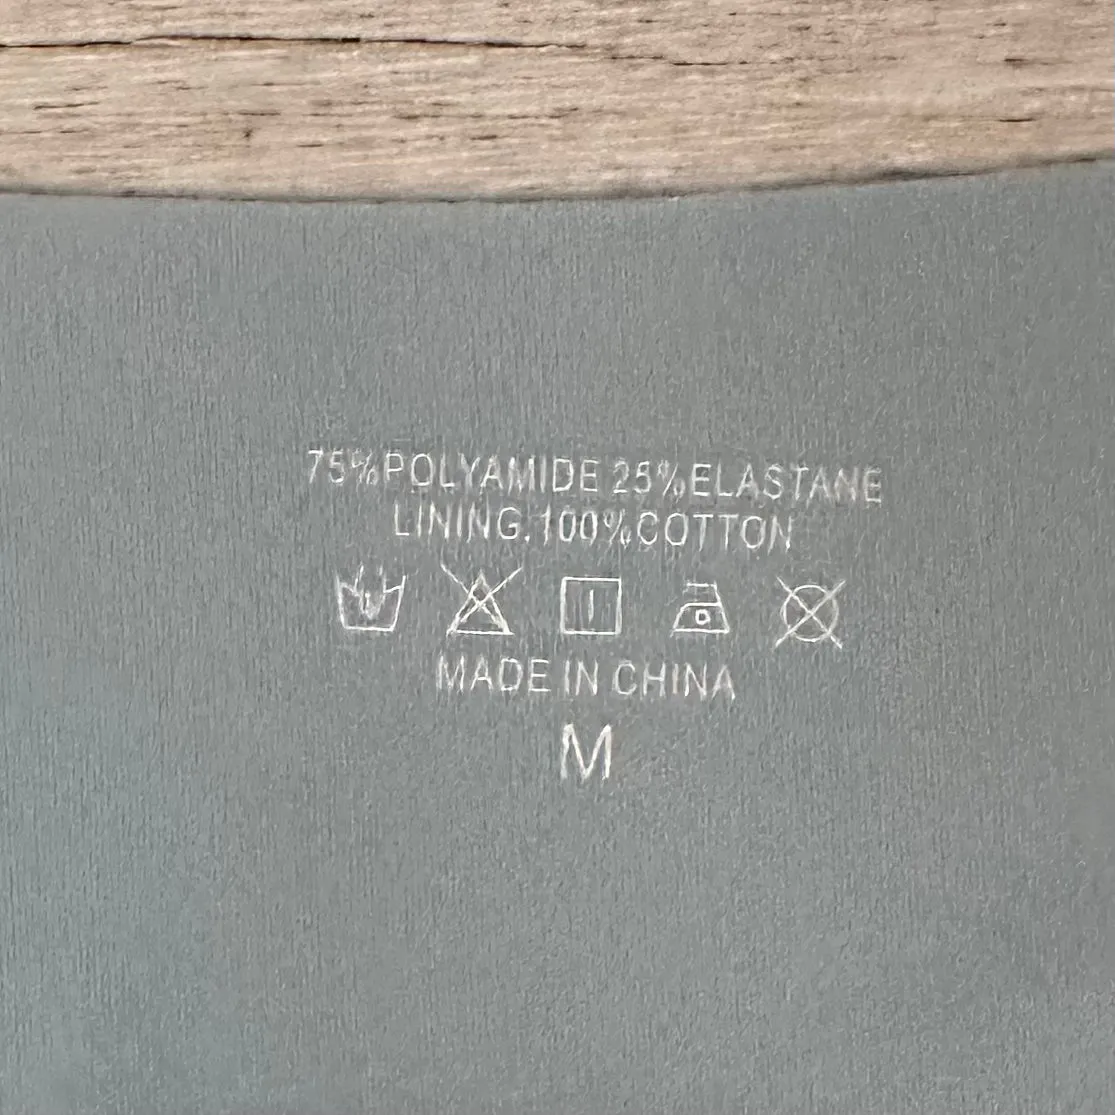 75%POLYAMIDE 25%ELASTANE
LINING.100%COTTON
MADE IN CHINA
M